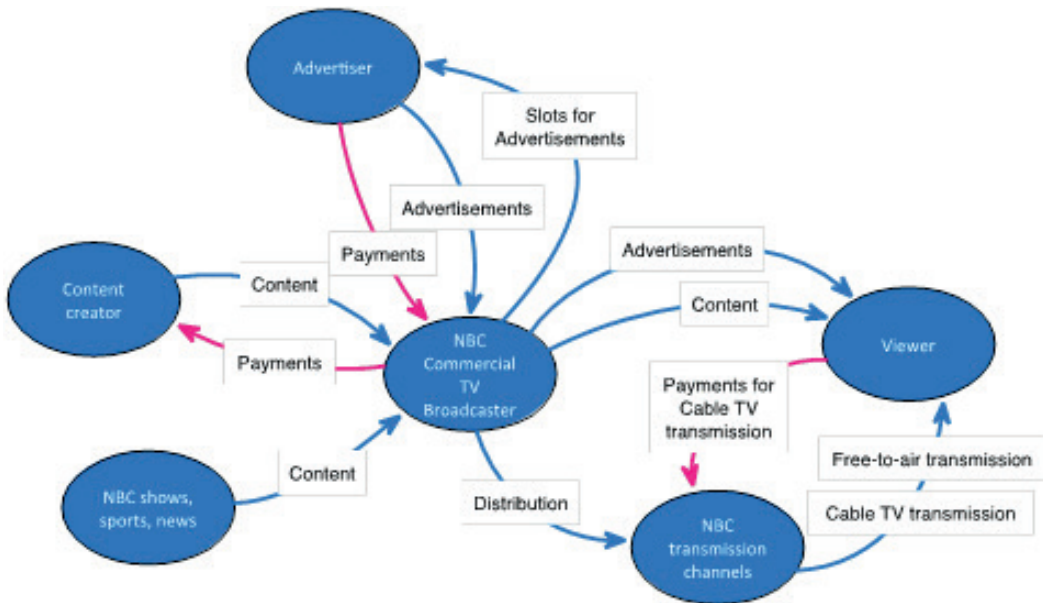 Advertiser
Slots for
Advertisements
Advertisements
Payments
Advertisements
Content
creator
Content
Content
Payments
NBC
Commercial
TV
Broadcaster
Viewer
Payments for
Cable TV
transmission
NBC shows,
sports, news
Content
Distribution
Free-to-air transmission
Cable TV transmission
NBC
transmission
channels